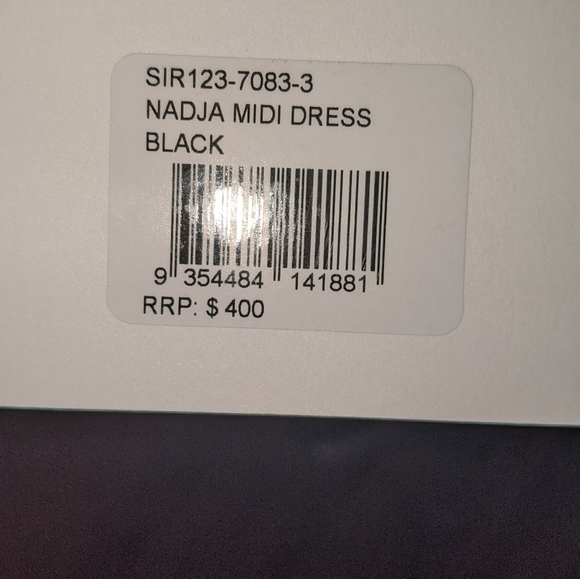 SIR123-7083-3
NADJA MIDI DRESS
BLACK
9 354484 141881
RRP: $ 400